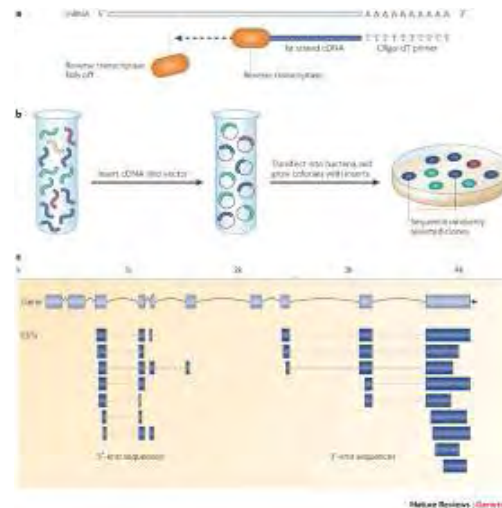 a
mRNA 5' A A A A A A A A A A 3'
1st strand cDNA Oligo-dT primer
Reverse transcriptase
falls off
Reverse transcriptase
b
Insert cDNA into vector
Transfect into bacteria and
grow colonies with inserts
Sequence randomly
selected clones
c
1k 2k 3k 4k
Gene
ESTs
5'-end sequences 3'-end sequences
Nature Reviews | Genetics